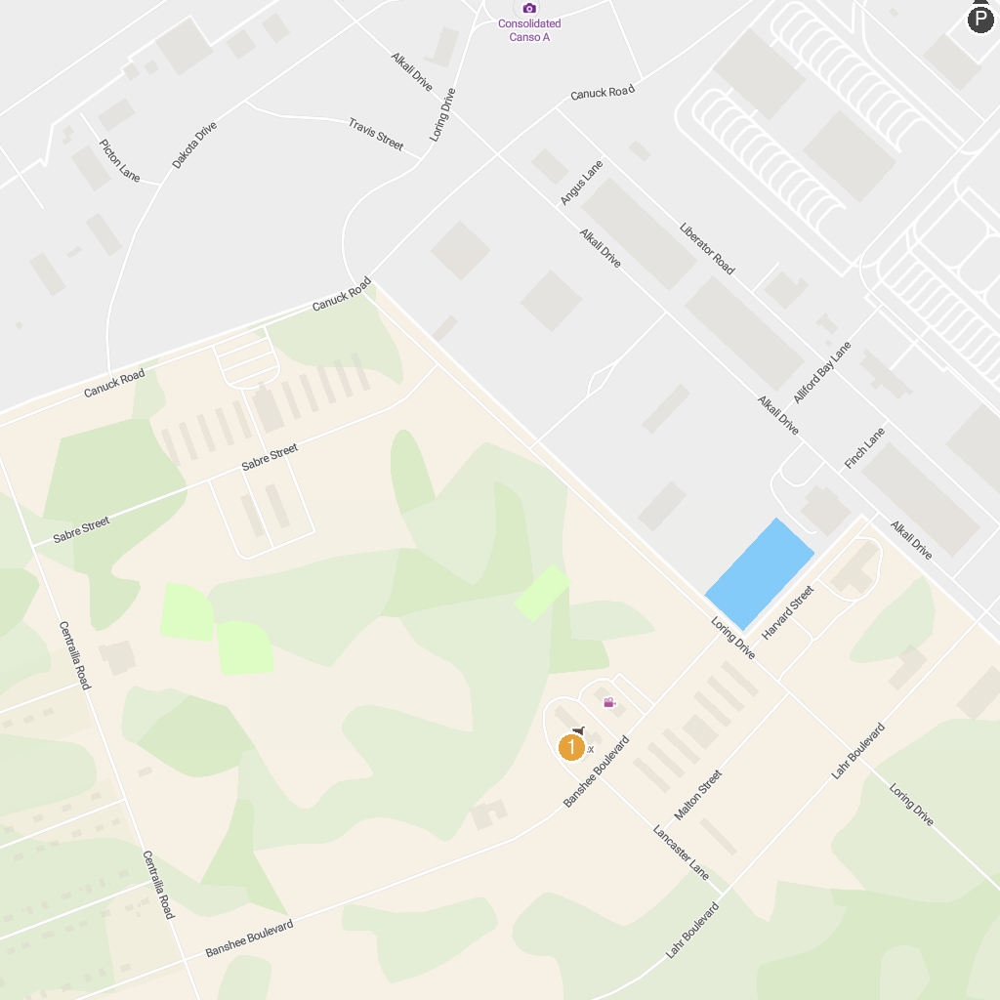 P
Consolidated
Canso A
Alkali Drive
Loring Drive
Canuck Road
Travis Street
Dakota Drive
Picton Lane
Angus Lane
Alkali Drive
Liberator Road
Canuck Road
Canuck Road
Alliford Bay Lane
Alkali Drive
Finch Lane
Sabre Street
Sabre Street
Alkali Drive
Harvard Street
Loring Drive
Centrailia Road
1
Banshee Boulevard
Lahr Boulevard
Malton Street
Loring Drive
Lancaster Lane
Centrailia Road
Banshee Boulevard
Lahr Boulevard